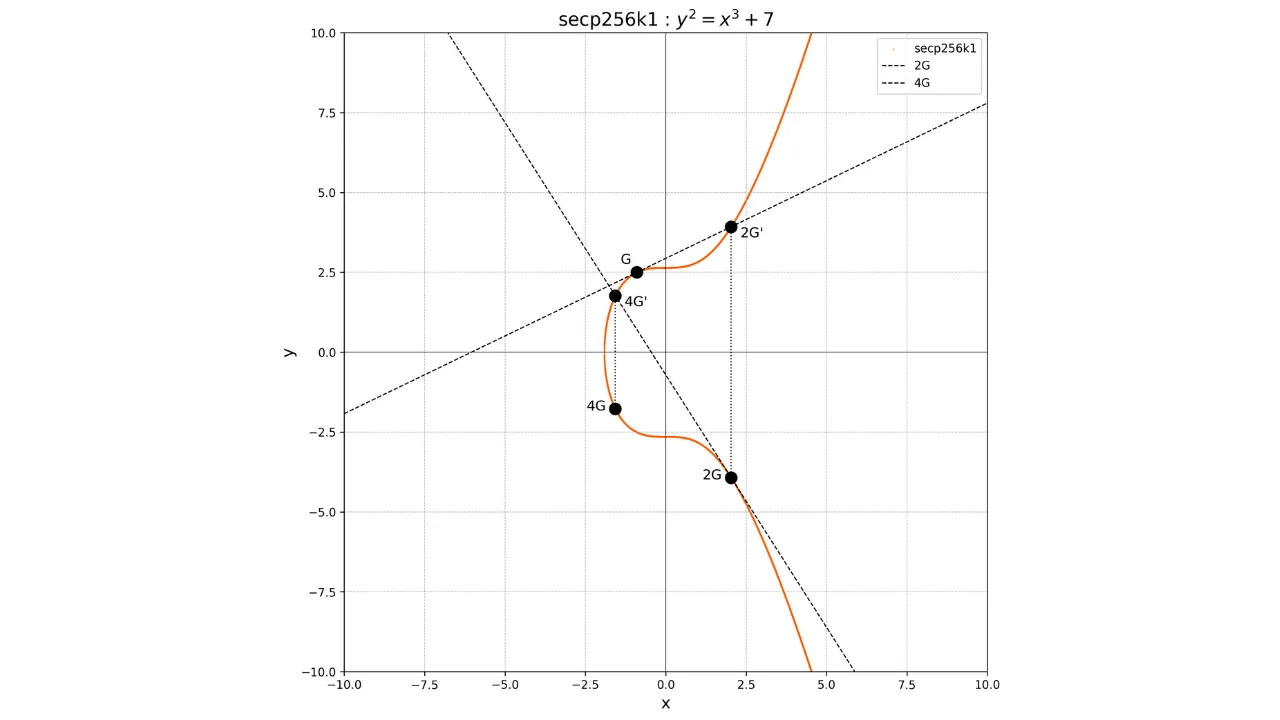 secp256k1 : y² = x³ + 7
10.0
7.5
5.0
2.5
0.0
−2.5
−5.0
−7.5
−10.0
y
secp256k1
2G
4G
2G'
G
4G'
4G
2G
−10.0 −7.5 −5.0 −2.5 0.0 2.5 5.0 7.5 10.0
x